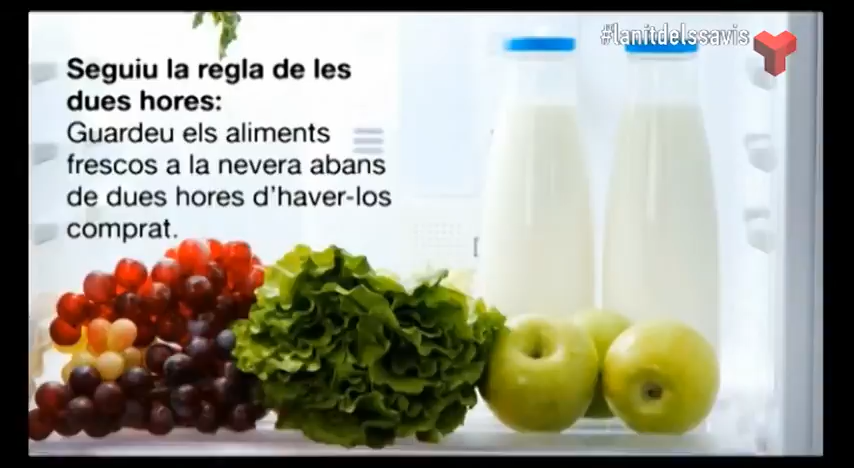 #lanitdelssavis
Seguiu la regla de les
dues hores:
Guardeu els aliments
frescos a la nevera abans
de dues hores d'haver-los
comprat.